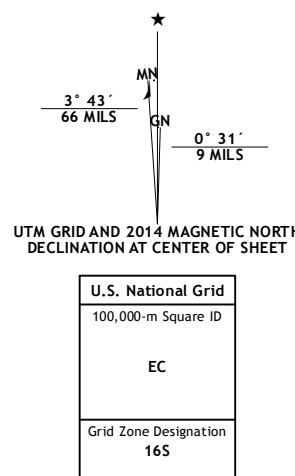 ★
MN
3° 43´
66 MILS
GN
0° 31´
9 MILS
UTM GRID AND 2014 MAGNETIC NORTH
DECLINATION AT CENTER OF SHEET
U.S. National Grid
100,000-m Square ID
EC
Grid Zone Designation
16S